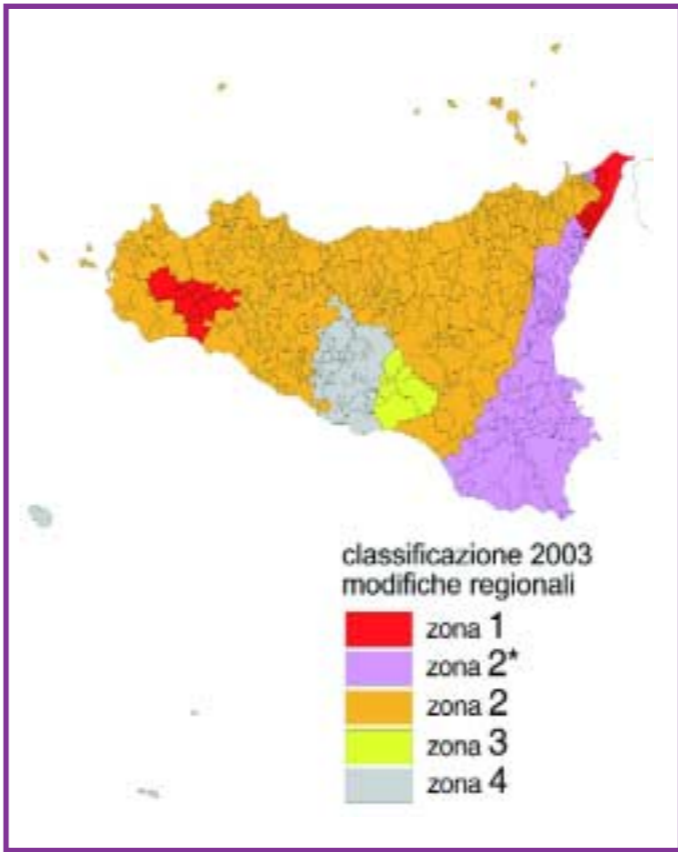 classificazione 2003
modifiche regionali
zona 1
zona 2*
zona 2
zona 3
zona 4